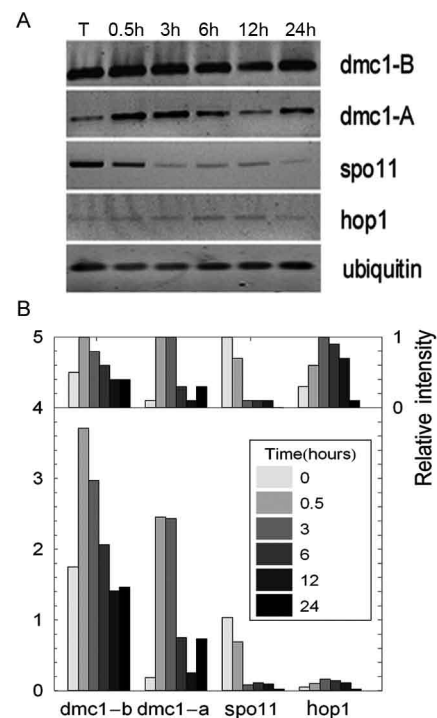 A
T 0.5h 3h 6h 12h 24h
dmc1-B
dmc1-A
spo11
hop1
ubiquitin
B
5
4
3
2
1
0
1
0
Relative intensity
Time(hours)
0
0.5
3
6
12
24
dmc1-b dmc1-a spo11 hop1